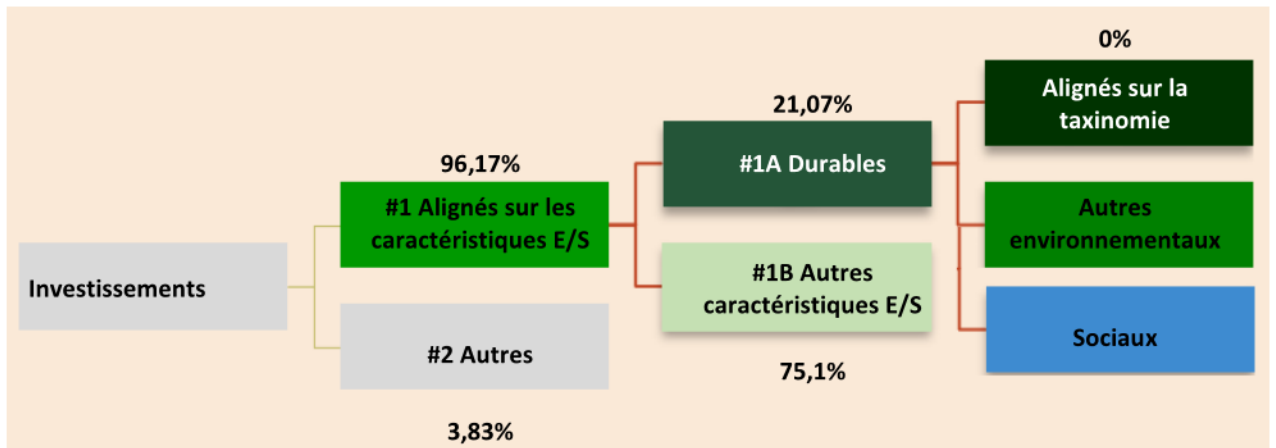 0%
Alignés sur la
taxinomie
21,07%
#1A Durables
96,17%
#1 Alignés sur les
caractéristiques E/S
Autres
environnementaux
Investissements
#1B Autres
caractéristiques E/S
#2 Autres
Sociaux
75,1%
3,83%